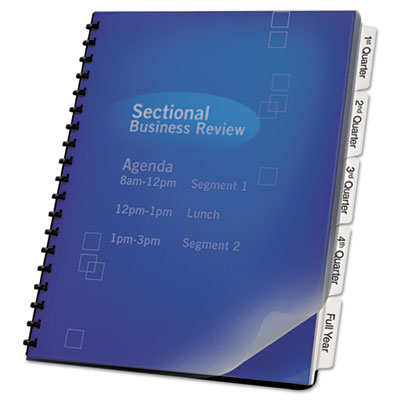 Sectional
Business Review
Agenda
8am-12pm Segment 1
12pm-1pm Lunch
1pm-3pm Segment 2
1st Quarter
2nd Quarter
3rd Quarter
4th Quarter
Full Year